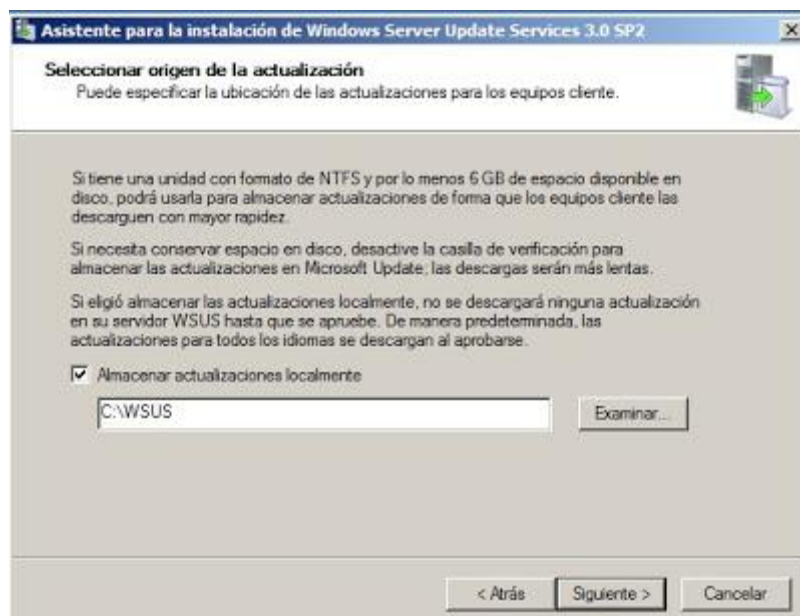 Asistente para la instalación de Windows Server Update Services 3.0 SP2
Seleccionar origen de la actualización
Puede especificar la ubicación de las actualizaciones para los equipos cliente.
Si tiene una unidad con formato de NTFS y por lo menos 6 GB de espacio disponible en
disco, podrá usarla para almacenar actualizaciones de forma que los equipos cliente las
descarguen con mayor rapidez.
Si necesita conservar espacio en disco, desactive la casilla de verificación para
almacenar las actualizaciones en Microsoft Update; las descargas serán más lentas.
Si eligió almacenar las actualizaciones localmente, no se descargará ninguna actualización
en su servidor WSUS hasta que se apruebe. De manera predeterminada, las
actualizaciones para todos los idiomas se descargan al aprobarse.
Almacenar actualizaciones localmente
C:\WSUS
Examinar...
< Atrás
Siguiente >
Cancelar